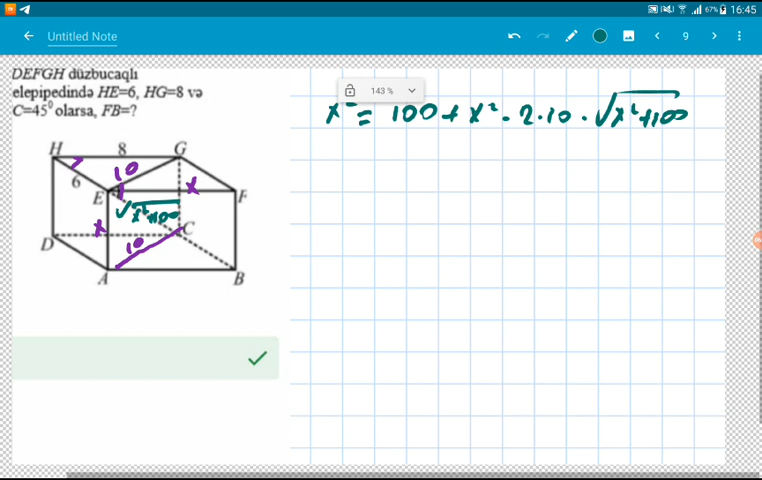 67% 16:45
Untitled Note
9
DEFGH düzbucaqlı
elepipedində HE=6, HG=8 və
C=45⁰ olarsa, FB=?
143 %
x² = 100 + x² - 2·10·√x²+100
H 8 G
10
6
E x F
√x²+100
x
D 10 C
A B